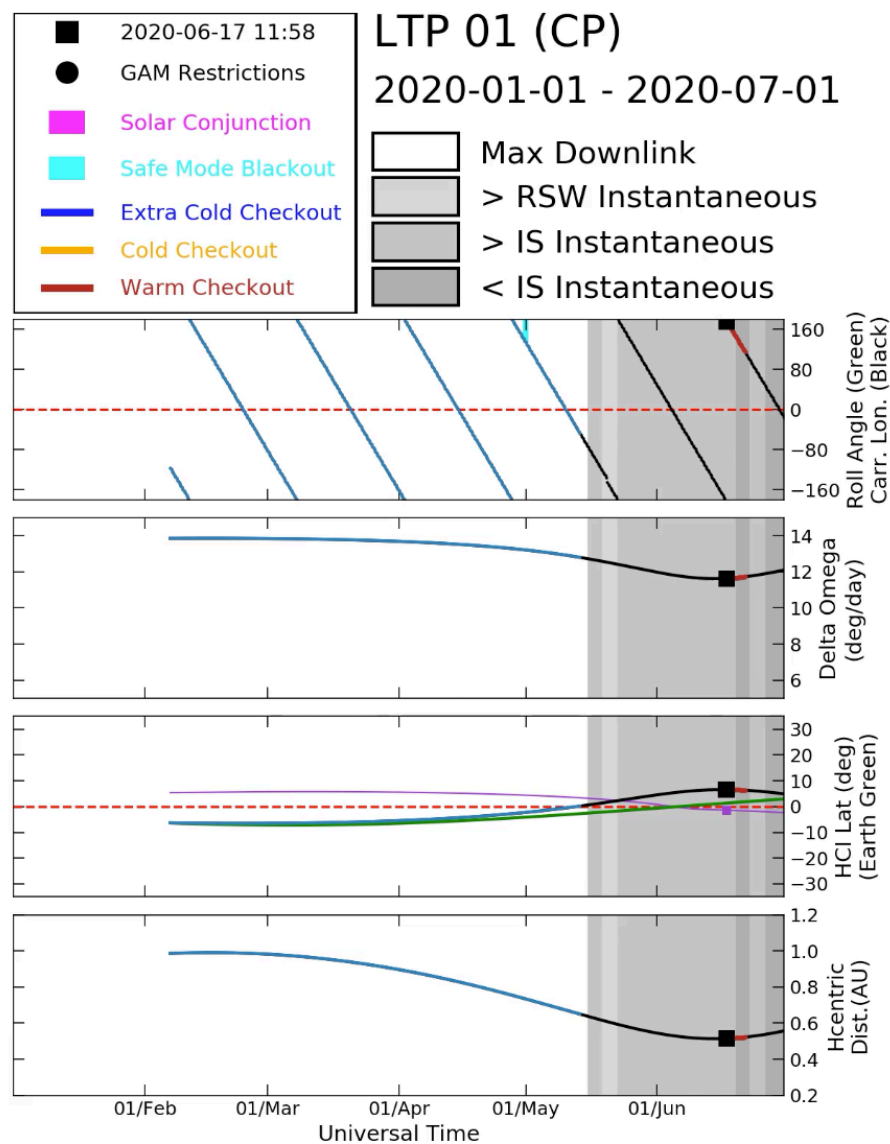 2020-06-17 11:58
GAM Restrictions
Solar Conjunction
Safe Mode Blackout
Extra Cold Checkout
Cold Checkout
Warm Checkout
LTP 01 (CP)
2020-01-01 - 2020-07-01
Max Downlink
> RSW Instantaneous
> IS Instantaneous
< IS Instantaneous
160
80
0
−80
−160
Roll Angle (Green)
Carr. Lon. (Black)
14
12
10
8
6
Delta Omega
(deg/day)
30
20
10
0
−10
−20
−30
HCI Lat (deg)
(Earth Green)
1.2
1.0
0.8
0.6
0.4
0.2
Hcentric
Dist.(AU)
01/Feb
01/Mar
01/Apr
01/May
01/Jun
Universal Time